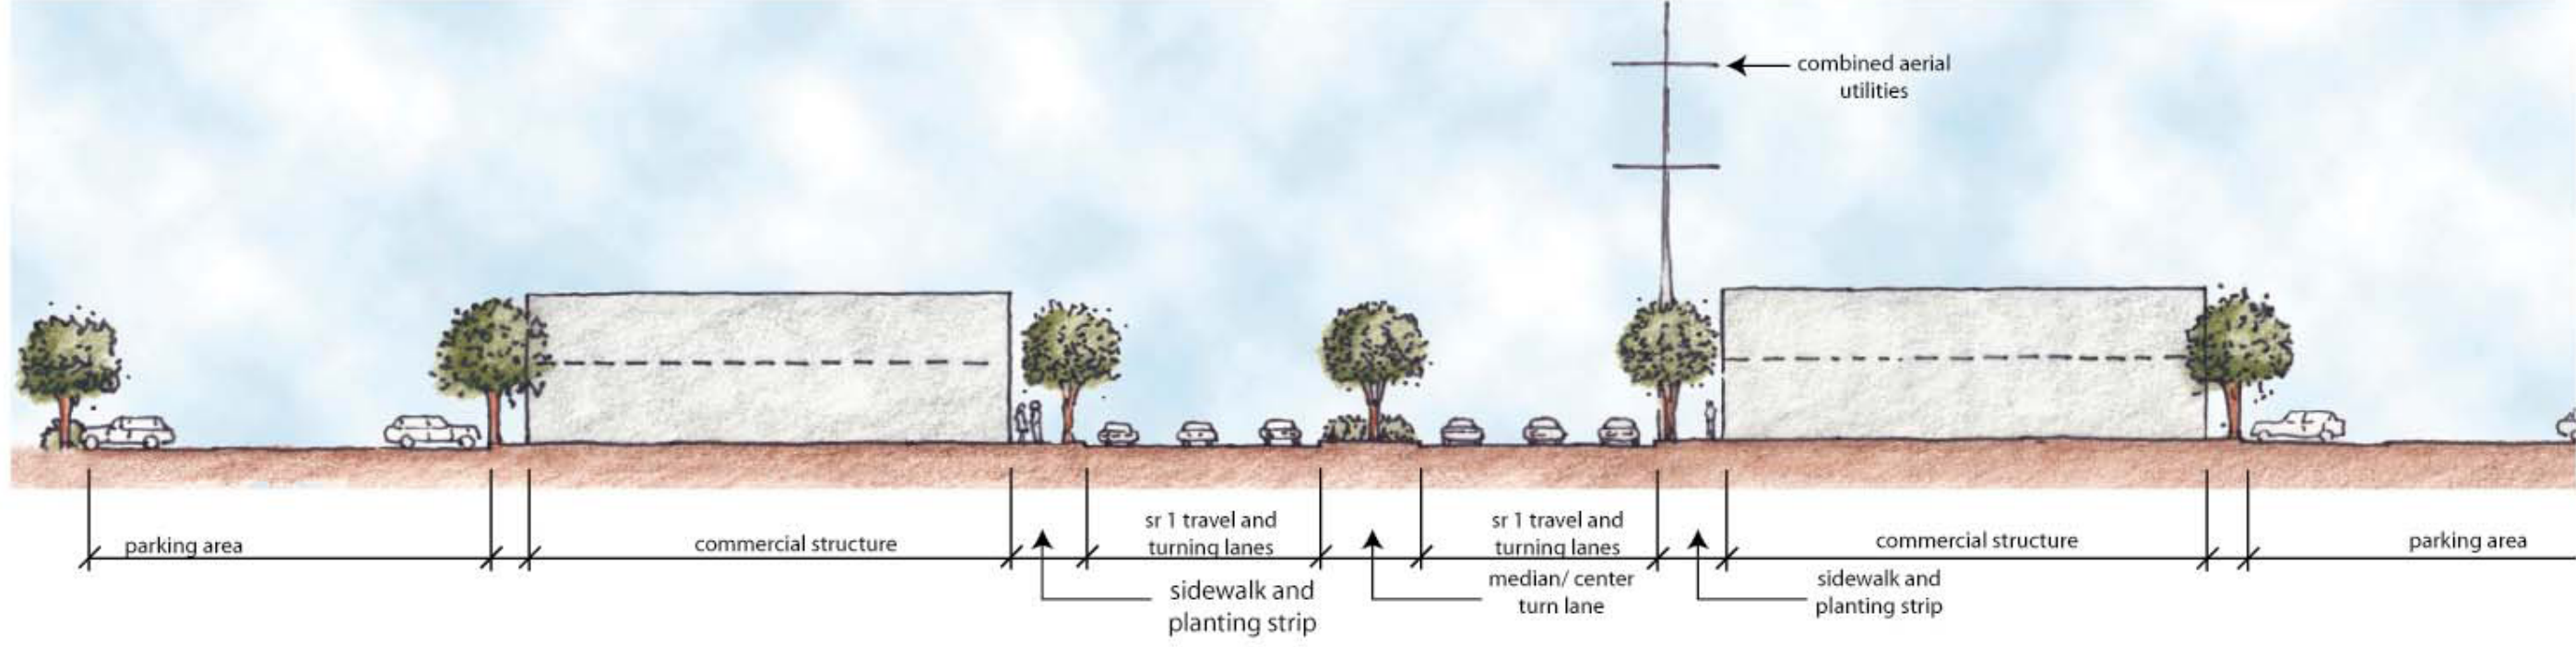 combined aerial
utilities
parking area
commercial structure
sr 1 travel and
turning lanes
sr 1 travel and
turning lanes
commercial structure
parking area
sidewalk and
planting strip
median/ center
turn lane
sidewalk and
planting strip